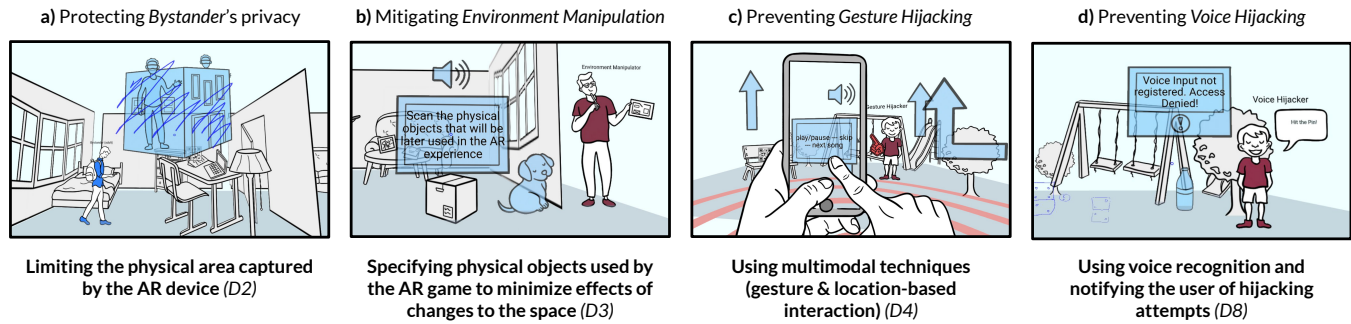 a) Protecting Bystander's privacy
b) Mitigating Environment Manipulation
c) Preventing Gesture Hijacking
d) Preventing Voice Hijacking
Scan the physical
objects that will be
later used in the AR
experience
Environment Manipulator
play/pause — skip
— next song
Gesture Hijacker
Voice Input not
registered. Access
Denied!
Voice Hijacker
Hit the Pin!
Limiting the physical area captured
by the AR device (D2)
Specifying physical objects used by
the AR game to minimize effects of
changes to the space (D3)
Using multimodal techniques
(gesture & location-based
interaction) (D4)
Using voice recognition and
notifying the user of hijacking
attempts (D8)